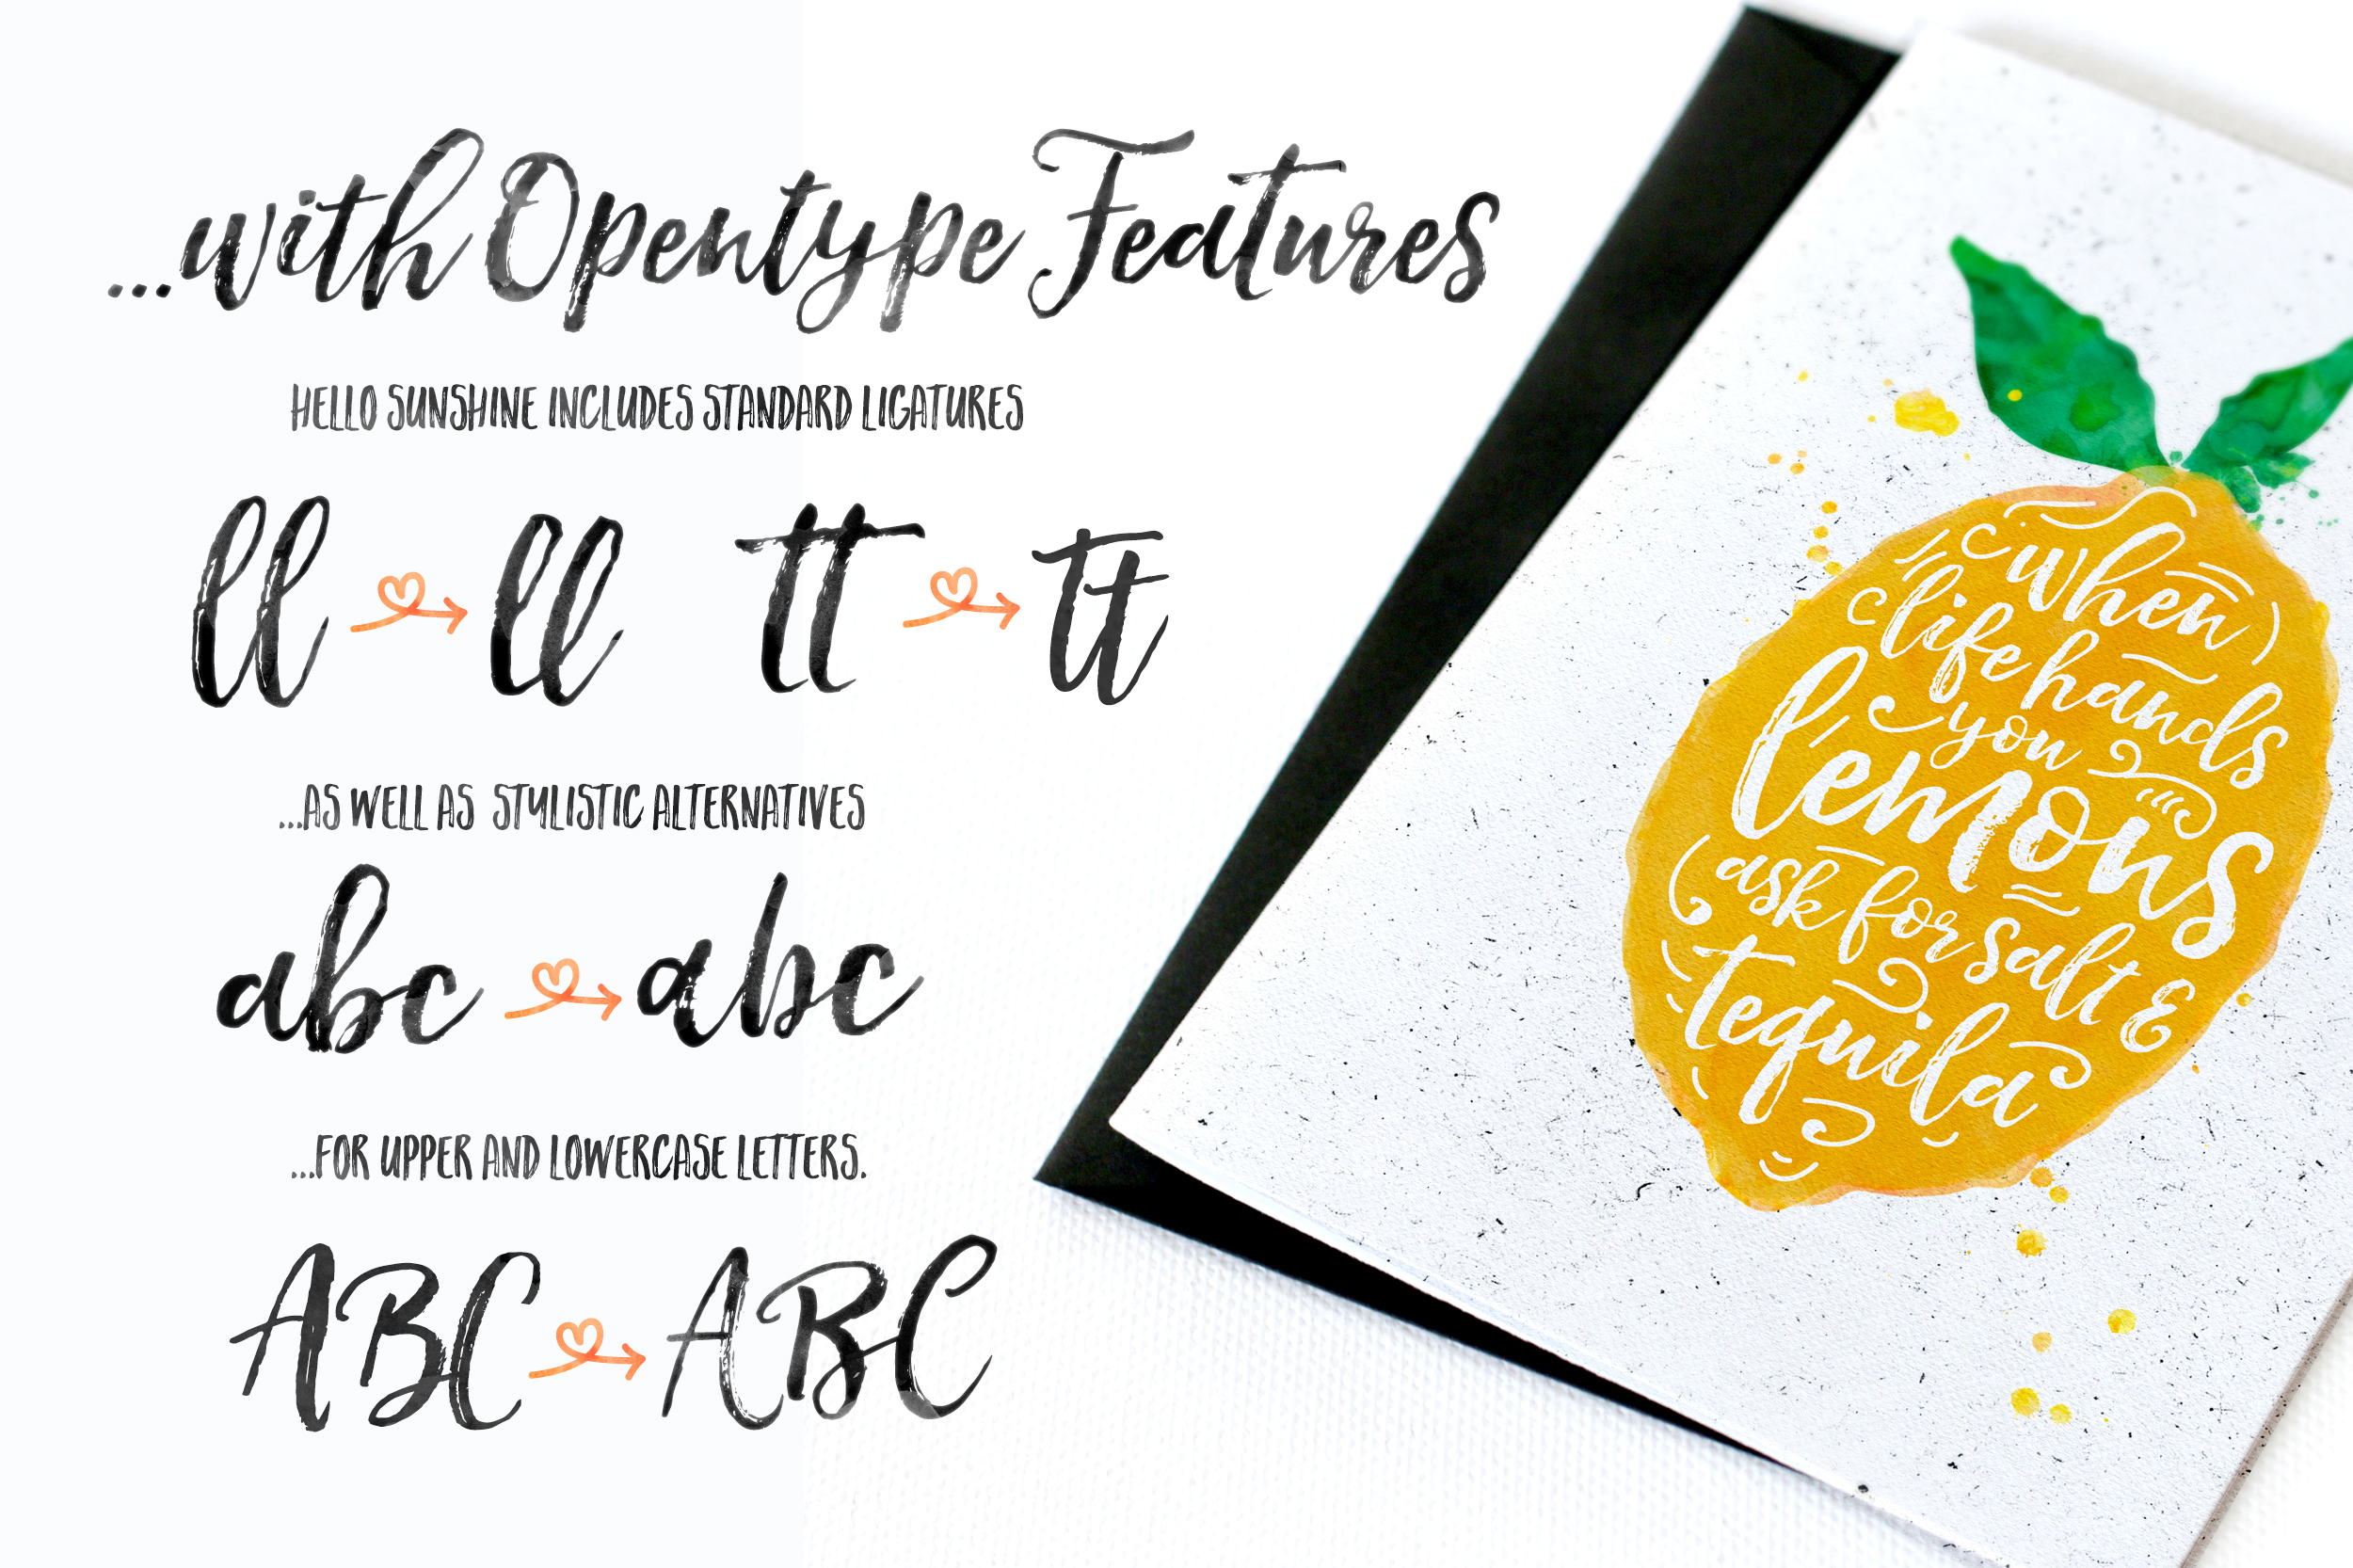 ...with Opentype Features
HELLO SUNSHINE INCLUDES STANDARD LIGATURES
ll ll tt tt
...AS WELL AS STYLISTIC ALTERNATIVES
abc abc
...FOR UPPER AND LOWERCASE LETTERS.
ABC ABC
when
life hands
you
lemons
ask for salt &
tequila